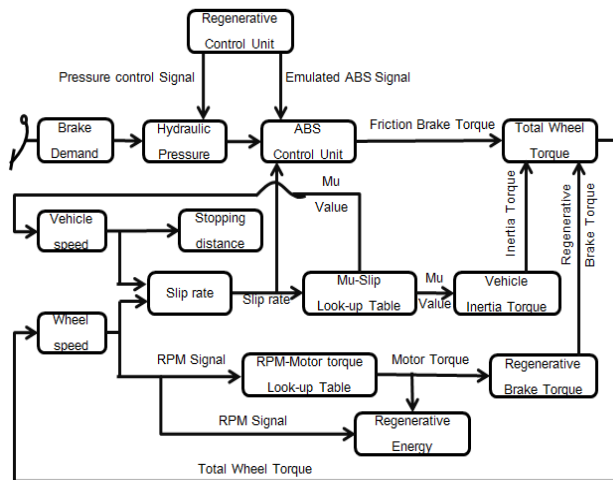 Regenerative
Control Unit
Pressure control Signal
Emulated ABS Signal
Brake
Demand
Hydraulic
Pressure
ABS
Control Unit
Friction Brake Torque
Total Wheel
Torque
Mu
Value
Inertia Torque
Regenerative
Brake Torque
Vehicle
speed
Stopping
distance
Slip rate
Slip rate
Mu-Slip
Look-up Table
Mu
Value
Vehicle
Inertia Torque
Wheel
speed
RPM Signal
RPM-Motor torque
Look-up Table
Motor Torque
Regenerative
Brake Torque
RPM Signal
Regenerative
Energy
Total Wheel Torque